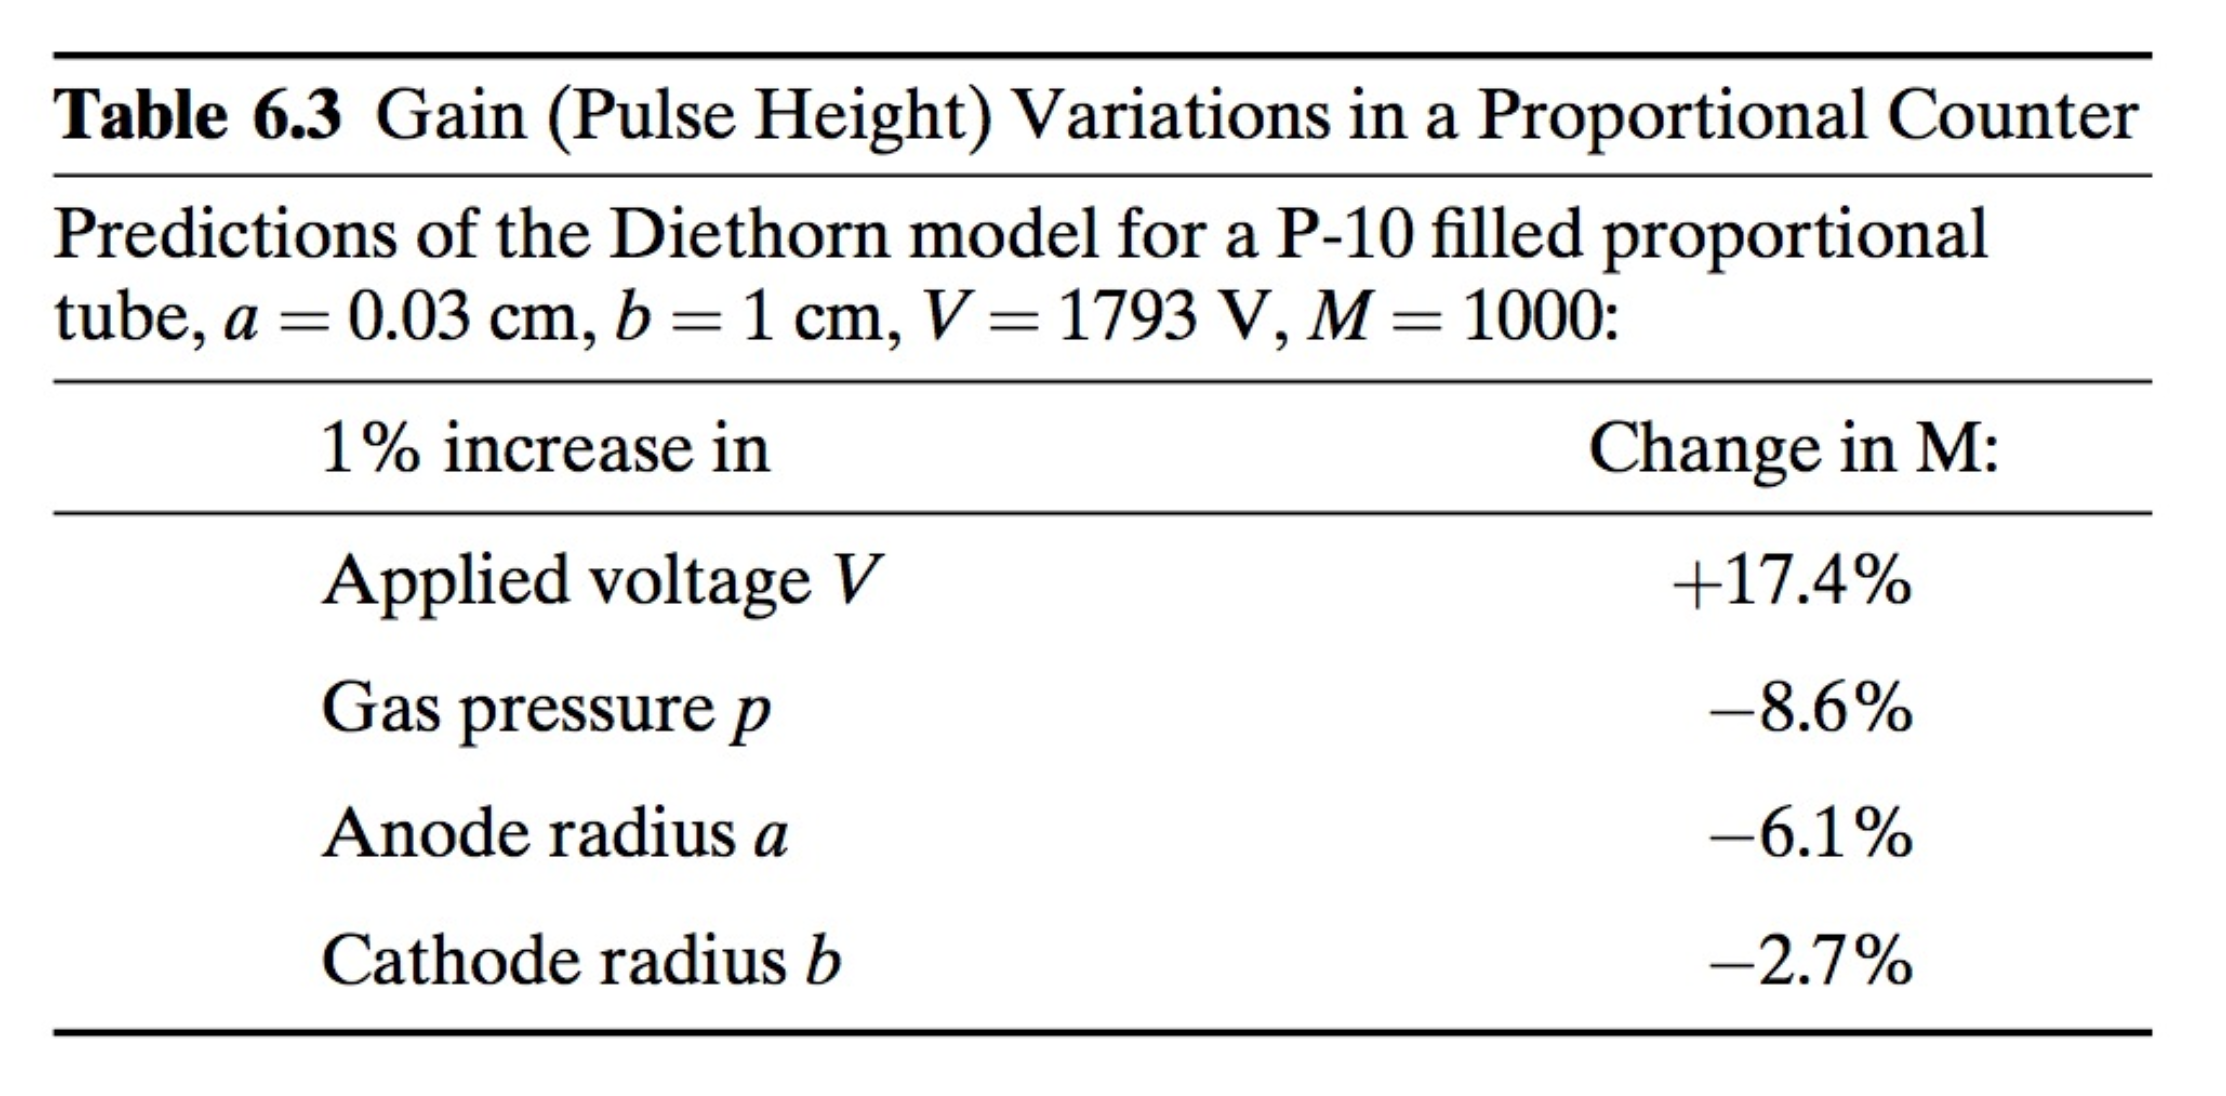 Table 6.3 Gain (Pulse Height) Variations in a Proportional Counter
Predictions of the Diethorn model for a P-10 filled proportional
tube, a = 0.03 cm, b = 1 cm, V = 1793 V, M = 1000:
1% increase in Change in M:
Applied voltage V +17.4%
Gas pressure p −8.6%
Anode radius a −6.1%
Cathode radius b −2.7%